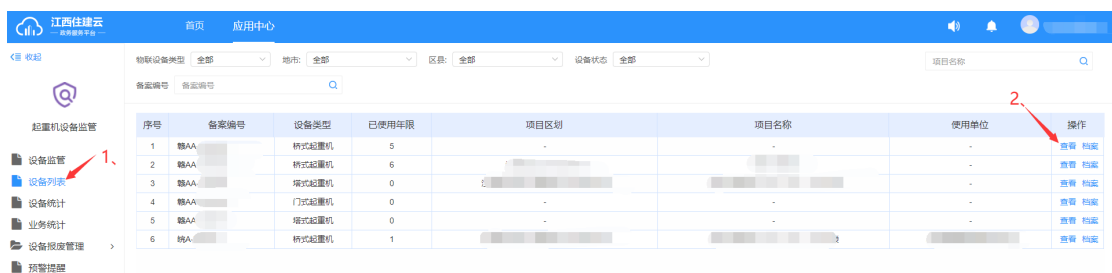 江西住建云
— 政务服务平台 —
首页 应用中心
收起
起重机设备监管
设备监管
设备列表
设备统计
业务统计
设备报废管理 >
预警提醒
1、
物联设备类型 全部 地市: 全部 区县: 全部 设备状态 全部 项目名称
备案编号 备案编号
2、
序号 备案编号 设备类型 已使用年限 项目区划 项目名称 使用单位 操作
1 赣AA 桥式起重机 5 - - - 查看 档案
2 赣AA 桥式起重机 6 - 查看 档案
3 赣AA 塔式起重机 0 - 查看 档案
4 赣AA 门式起重机 0 - - - 查看 档案
5 赣AA 塔式起重机 0 - - - 查看 档案
6 皖A 桥式起重机 1 查看 档案